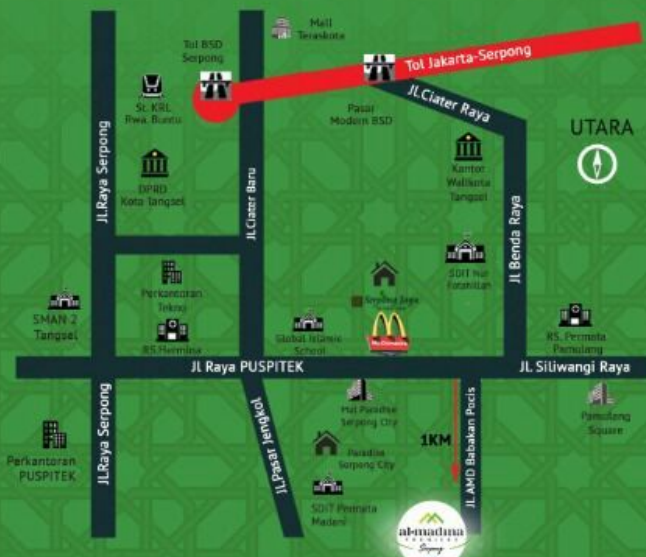 Mall
Teraskota
Tol BSD
Serpong
Tol Jakarta-Serpong
St. KRL
Rwa. Buntu
Pasar
Modern BSD
JL.Ciater Raya
UTARA
JL.Raya Serpong
DPRD
Kota Tangsel
JL.Ciater Baru
Kantor
Walikota
Tangsel
JL.Benda Raya
SDIT Nur
Perkantoran
Tekno
Serpong Jaya
SMAN 2
Tangsel
RS.Hermina
Global Islamic
School
McDonald's
RS. Permata
Pamulang
JL Raya PUSPITEK
JL. Siliwangi Raya
JL.Raya Serpong
JL.Pasar Jengkol
Mal Paradise
Serpong City
1KM
JL.AMD Babakan Pocis
Pamulang
Square
Perkantoran
PUSPITEK
Paradise
Serpong City
SDIT Permata
Madani
al-madina
Serpong